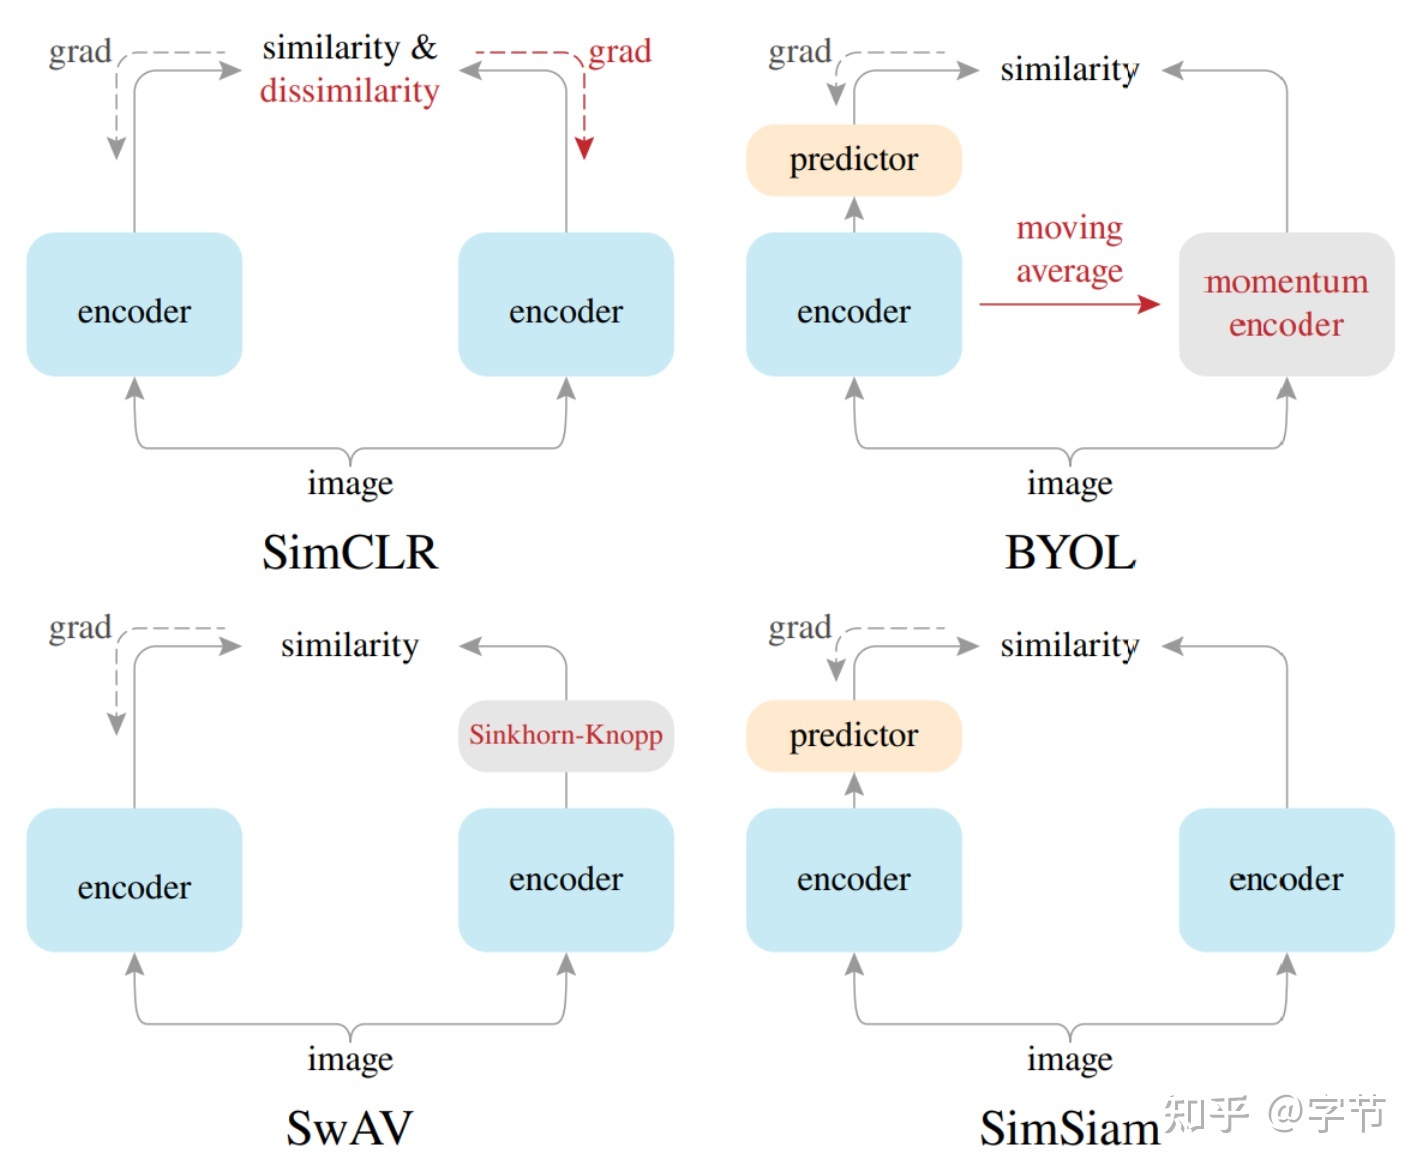 grad
similarity &
dissimilarity
grad
encoder
encoder
image
SimCLR
grad
similarity
predictor
moving
average
encoder
momentum
encoder
image
BYOL
grad
similarity
Sinkhorn-Knopp
encoder
encoder
image
SwAV
grad
similarity
predictor
encoder
encoder
image
SimSiam
知乎 @字节